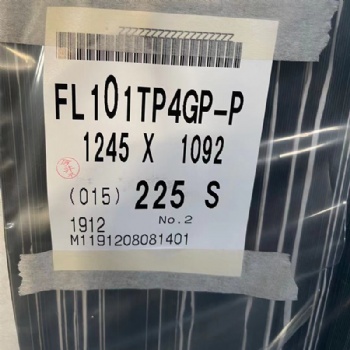 FL101TP4GP-P
1245 X 1092
(015) 225 S
1912 No.2
M1191208081401